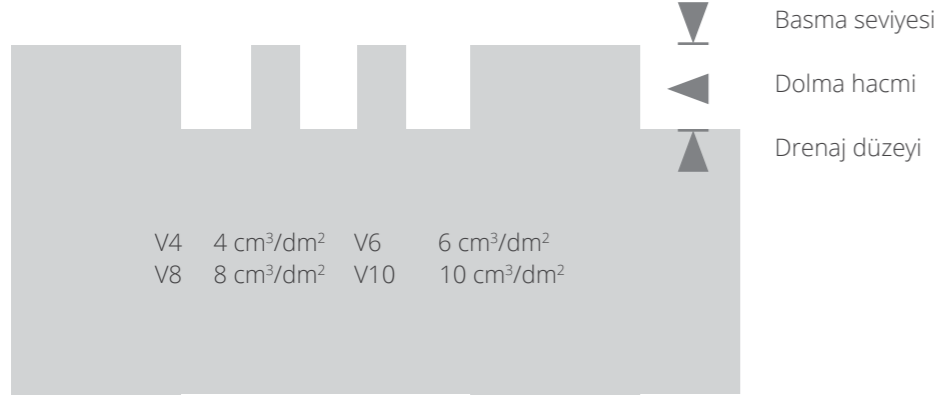 Basma seviyesi
Dolma hacmi
Drenaj düzeyi
V4 4 cm³/dm² V6 6 cm³/dm²
V8 8 cm³/dm² V10 10 cm³/dm²